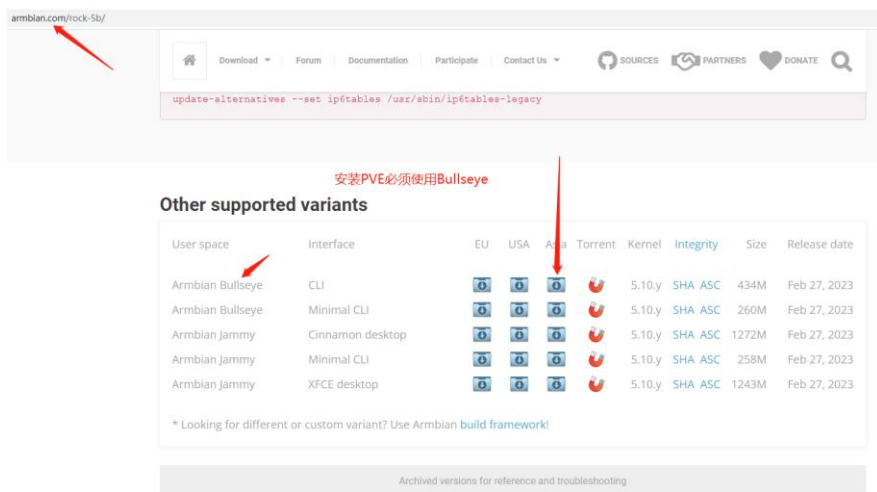 armbian.com/rock-5b/
Download Forum Documentation Participate Contact Us SOURCES PARTNERS DONATE
update-alternatives --set ip6tables /usr/sbin/ip6tables-legacy
安装PVE必须使用Bullseye
Other supported variants
User space Interface EU USA Asia Torrent Kernel Integrity Size Release date
Armbian Bullseye CLI 5.10.y SHA ASC 434M Feb 27, 2023
Armbian Bullseye Minimal CLI 5.10.y SHA ASC 260M Feb 27, 2023
Armbian Jammy Cinnamon desktop 5.10.y SHA ASC 1272M Feb 27, 2023
Armbian Jammy Minimal CLI 5.10.y SHA ASC 258M Feb 27, 2023
Armbian Jammy XFCE desktop 5.10.y SHA ASC 1243M Feb 27, 2023
* Looking for different or custom variant? Use Armbian build framework!
Archived versions for reference and troubleshooting